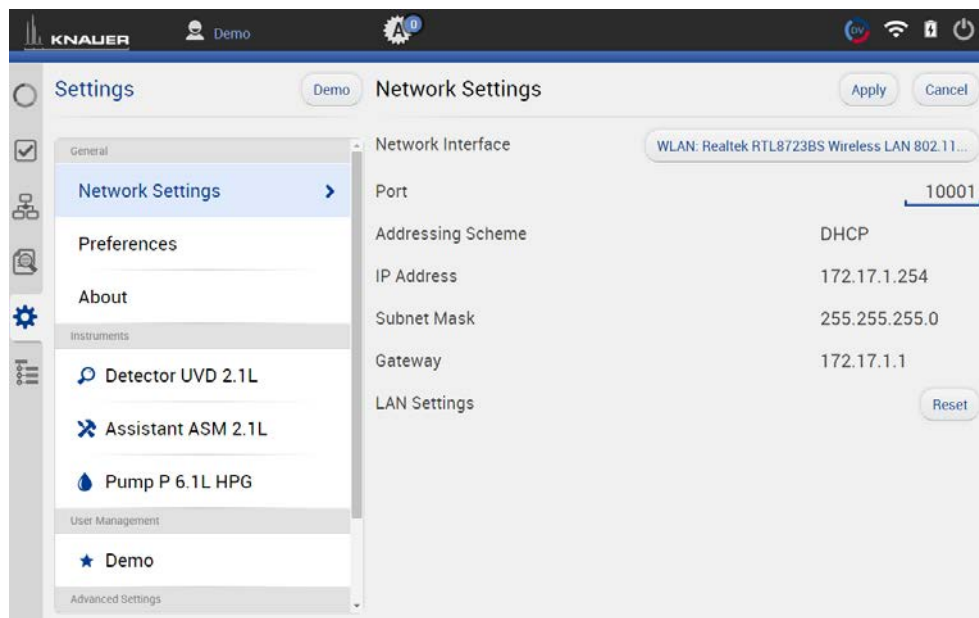 KNAUER
Demo
A
0
DV
Settings
Demo
General
Network Settings
Preferences
About
Instruments
Detector UVD 2.1L
Assistant ASM 2.1L
Pump P 6.1L HPG
User Management
Demo
Advanced Settings
Network Settings
Apply
Cancel
Network Interface
WLAN: Realtek RTL8723BS Wireless LAN 802.11...
Port
10001
Addressing Scheme
DHCP
IP Address
172.17.1.254
Subnet Mask
255.255.255.0
Gateway
172.17.1.1
LAN Settings
Reset